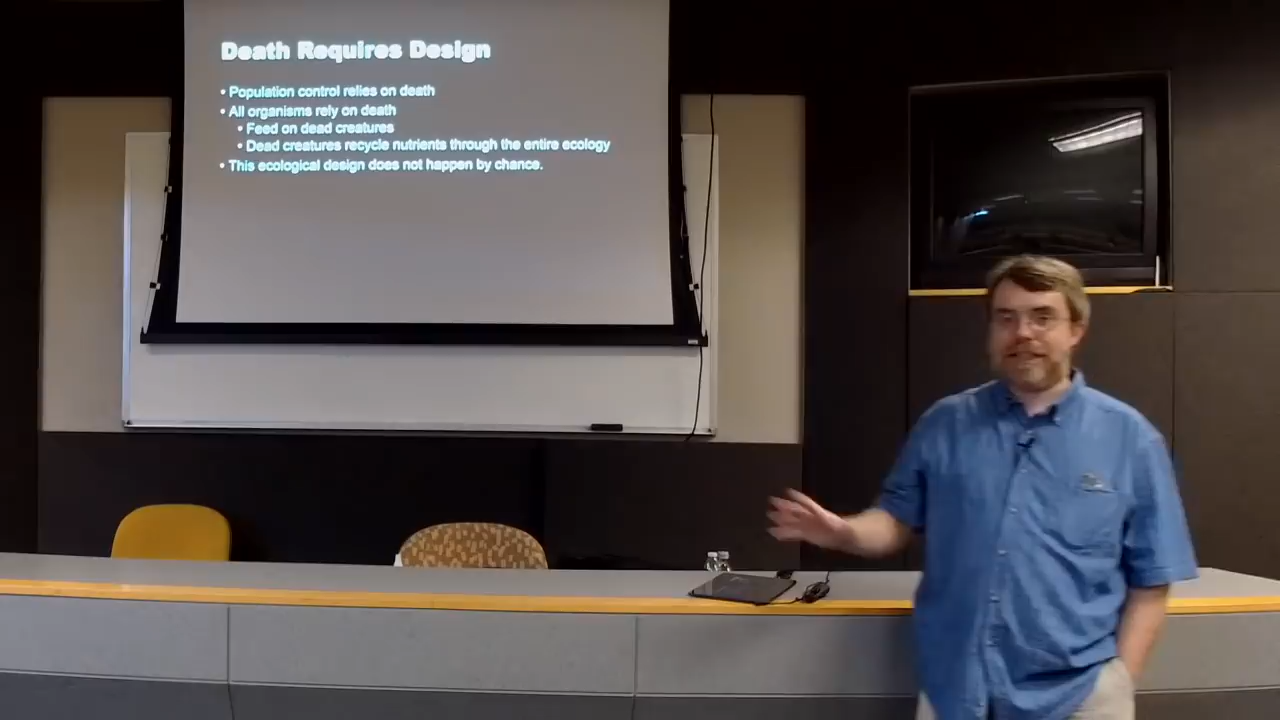 Death Requires Design
• Population control relies on death
• All organisms rely on death
• Feed on dead creatures
• Dead creatures recycle nutrients through the entire ecology
• This ecological design does not happen by chance.